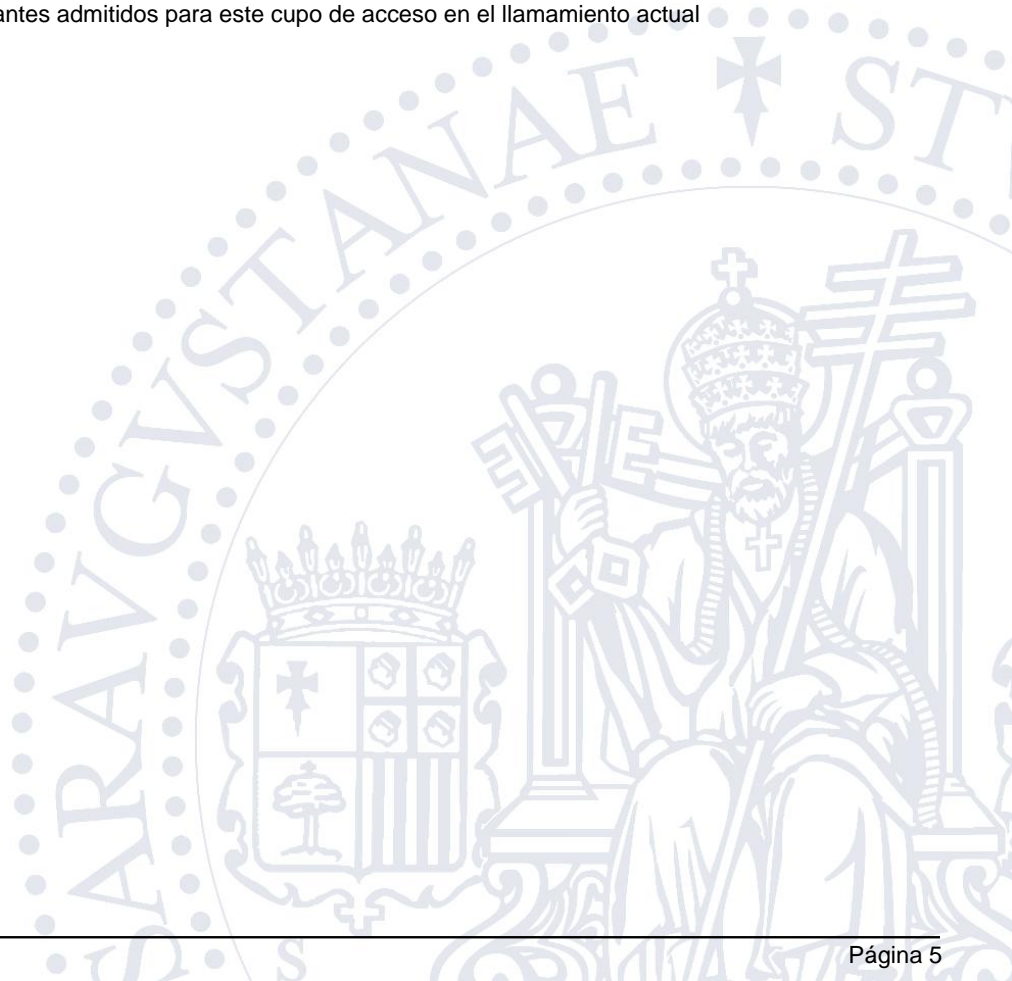 antes admitidos para este cupo de acceso en el llamamiento actual
ARAVGVSTANAE ST
S
Página 5